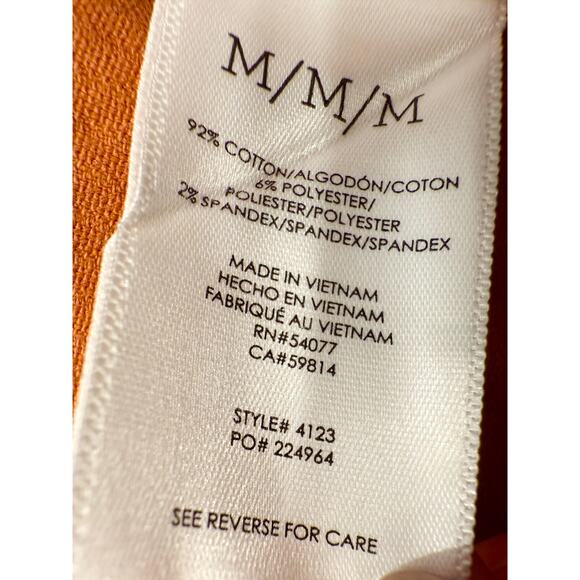 M/M/M
92% COTTON/ALGODÓN/COTON
6% POLYESTER/
POLIESTER/POLYESTER
2% SPANDEX/SPANDEX/SPANDEX
MADE IN VIETNAM
HECHO EN VIETNAM
FABRIQUÉ AU VIETNAM
RN#54077
CA#59814
STYLE# 4123
PO# 224964
SEE REVERSE FOR CARE